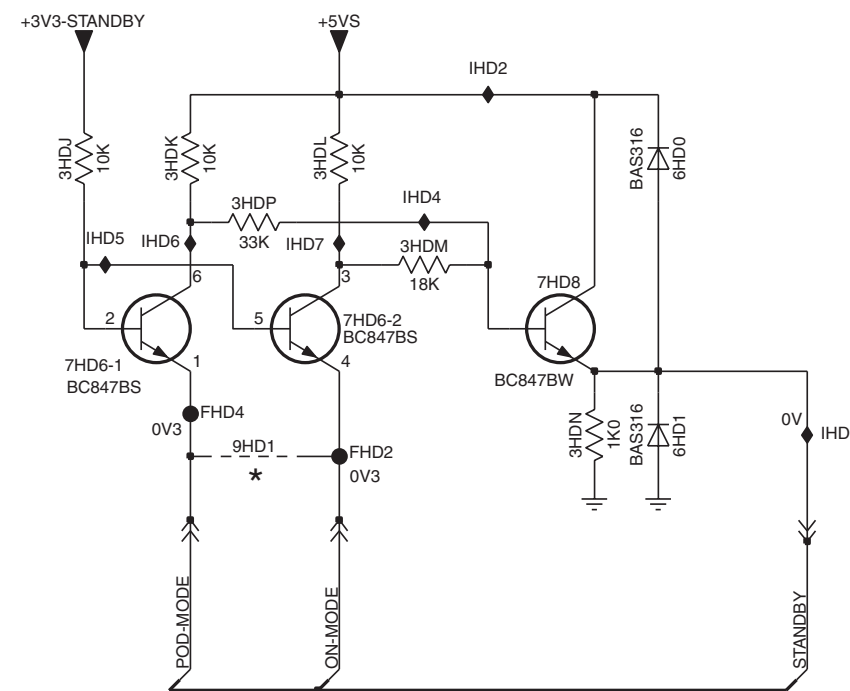 +3V3-STANDBY
+5VS
IHD2
3HDJ
10K
3HDK
10K
3HDL
10K
BAS316
6HD0
3HDP
33K
IHD4
IHD5
IHD6
IHD7
3HDM
18K
6
3
7HD8
2
5
7HD6-2
BC847BS
7HD6-1
BC847BS
1
4
BC847BW
FHD4
0V3
9HD1
*
FHD2
0V3
3HDN
1K0
BAS316
6HD1
0V
IHD
POD-MODE
ON-MODE
STANDBY